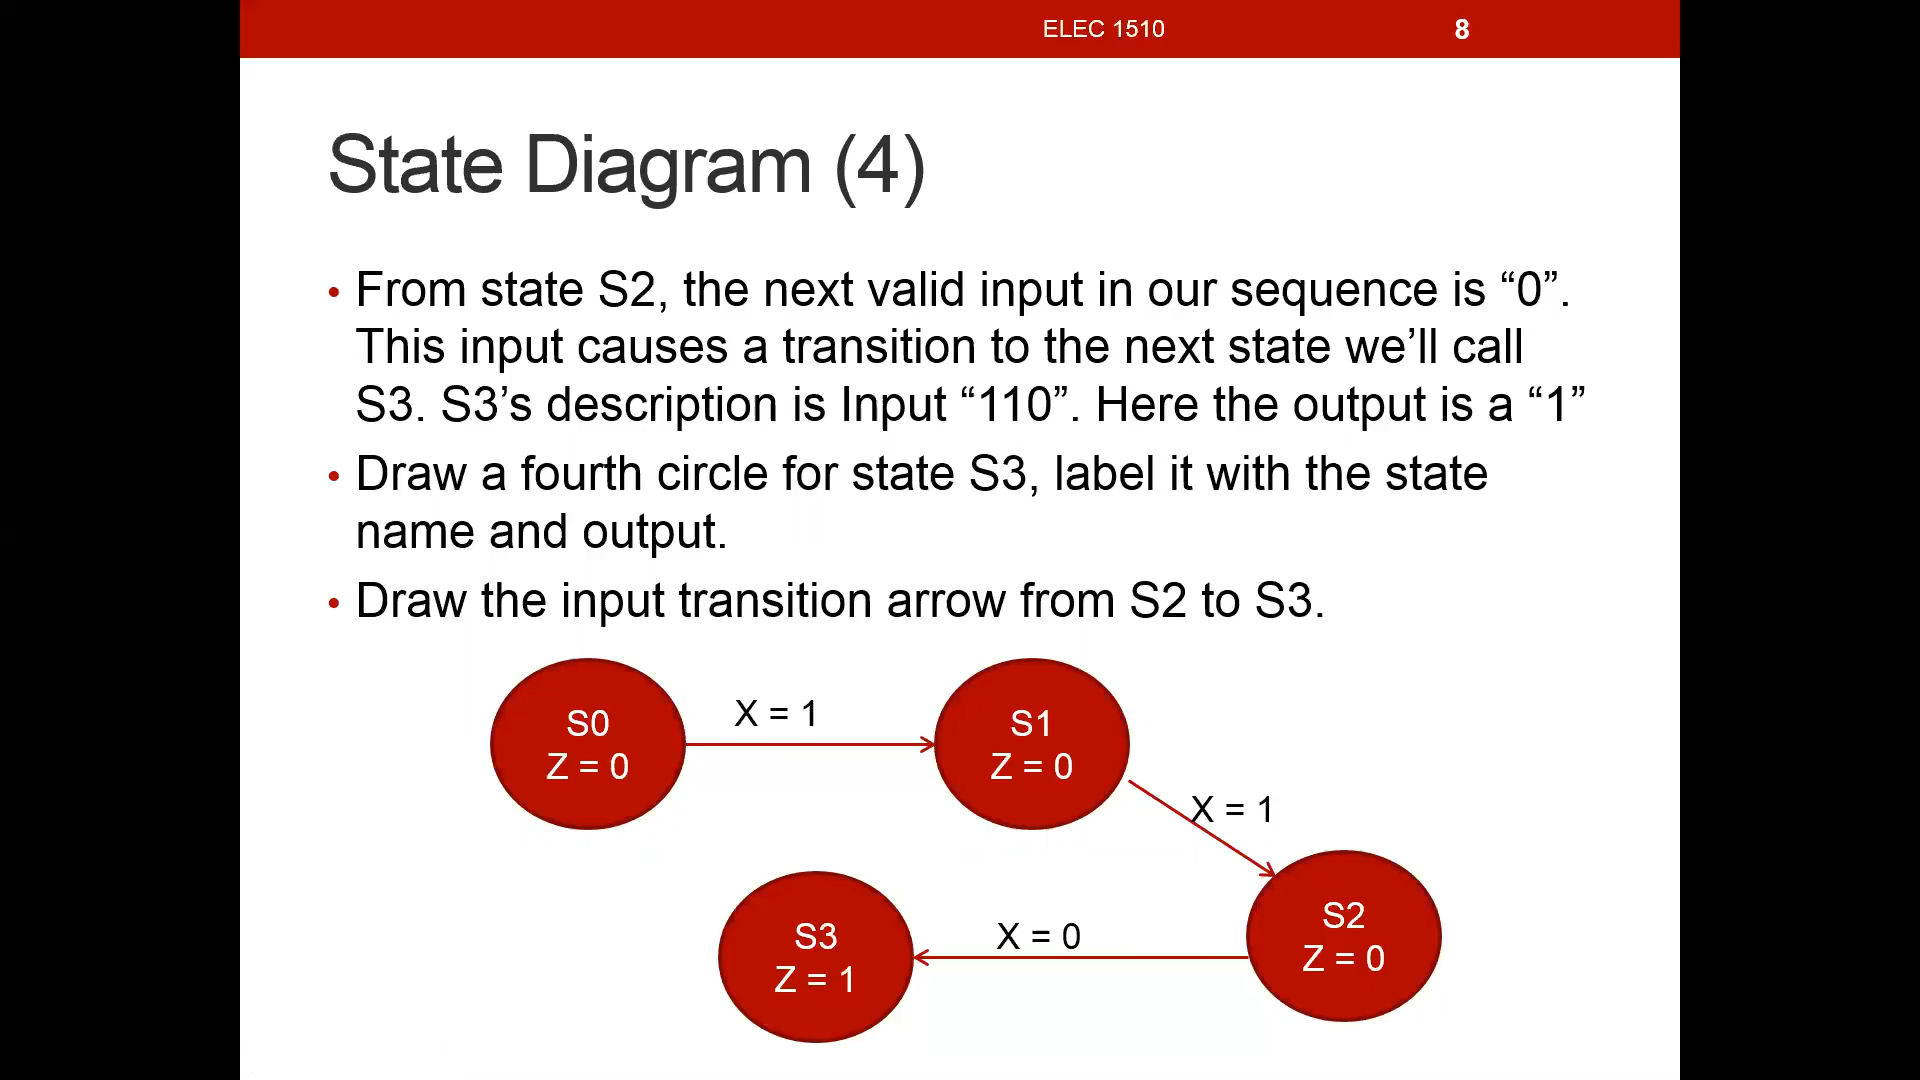 ELEC 1510
8
State Diagram (4)
• From state S2, the next valid input in our sequence is “0”.
This input causes a transition to the next state we’ll call
S3. S3’s description is Input “110”. Here the output is a “1”
• Draw a fourth circle for state S3, label it with the state
name and output.
• Draw the input transition arrow from S2 to S3.
S0
Z = 0
X = 1
S1
Z = 0
X = 1
S2
Z = 0
X = 0
S3
Z = 1